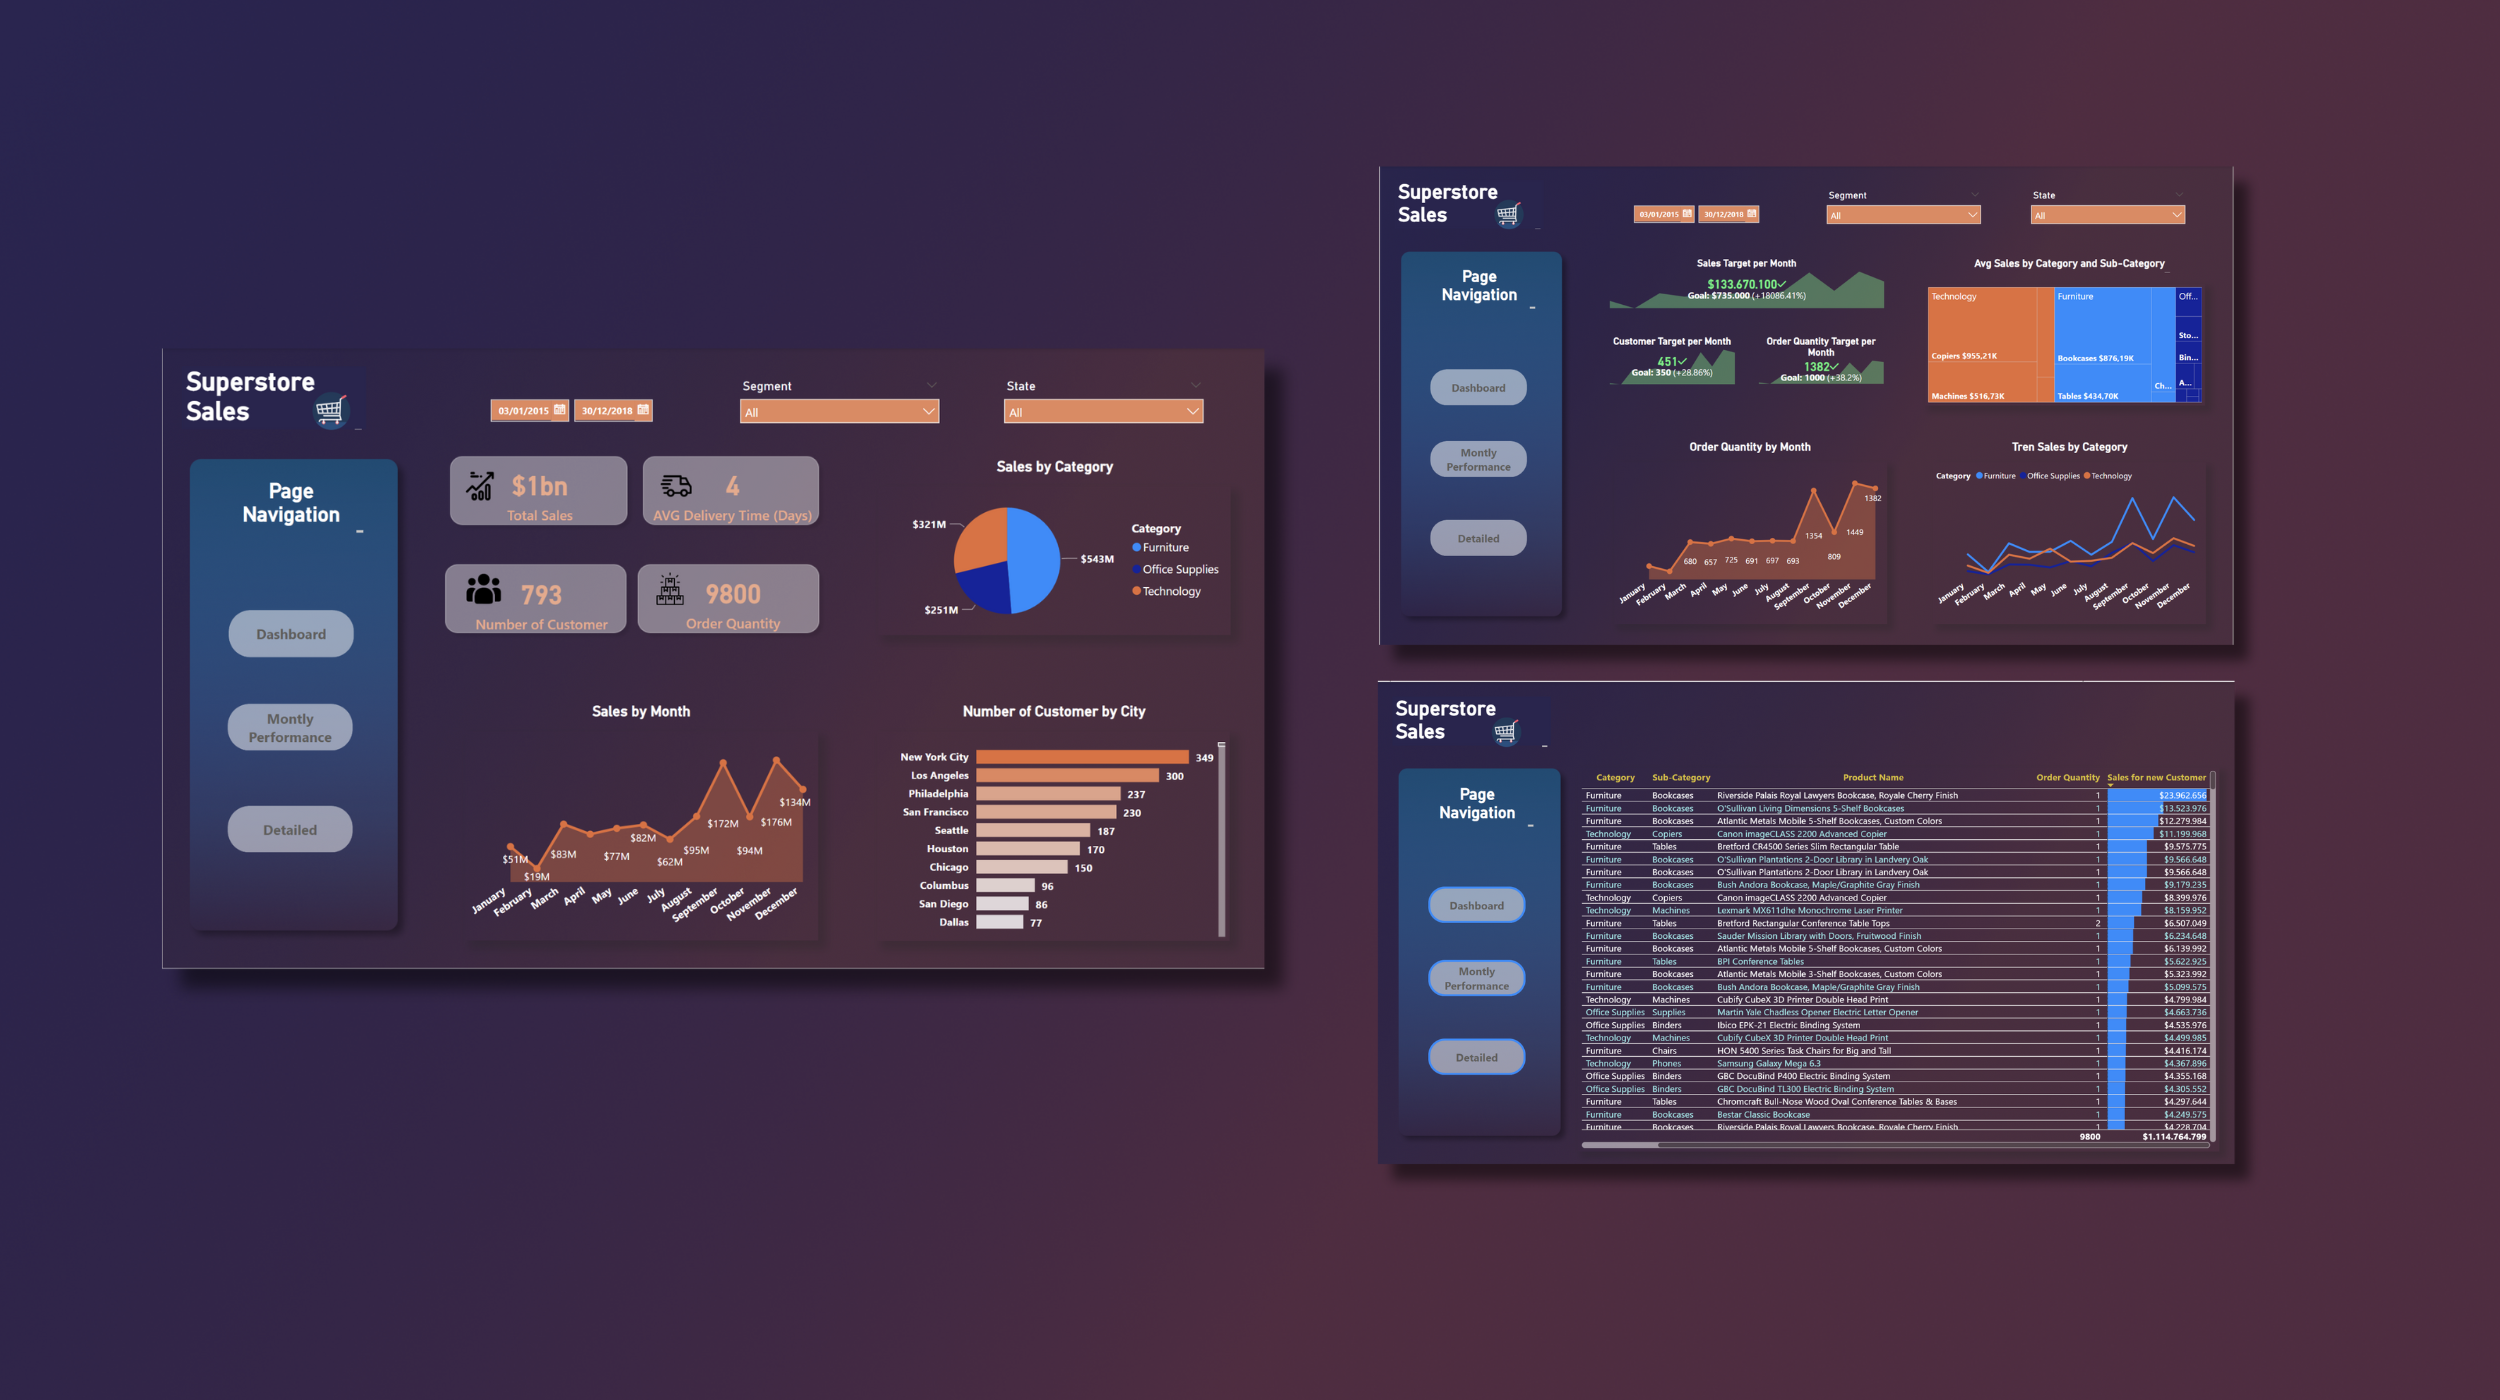 Superstore
Sales
03/01/2015 30/12/2018
Segment
All
State
All
Page
Navigation
Dashboard
Montly
Performance
Detailed
$1bn
Total Sales
4
AVG Delivery Time (Days)
793
Number of Customer
9800
Order Quantity
Sales by Category
$321M
$543M
$251M
Category
Furniture
Office Supplies
Technology
Sales by Month
$51M
$19M
$83M
$77M
$82M
$62M
$95M
$172M
$94M
$176M
$134M
January
February
March
April
May
June
July
August
September
October
November
December
Number of Customer by City
New York City 349
Los Angeles 300
Philadelphia 237
San Francisco 230
Seattle 187
Houston 170
Chicago 150
Columbus 96
San Diego 86
Dallas 77
Superstore
Sales
03/01/2015 30/12/2018
Segment
All
State
All
Page
Navigation
Dashboard
Montly
Performance
Detailed
Sales Target per Month
$133.670.100
Goal: $735.000 (+18086.41%)
Customer Target per Month
451
Goal: 350 (+28.86%)
Order Quantity Target per
Month
1382
Goal: 1000 (+38.2%)
Avg Sales by Category and Sub-Category
Technology
Copiers $955,21K
Machines $516,73K
Furniture
Bookcases $876,19K
Tables $434,70K
Ch...
Off...
Sto...
Bin...
A...
Order Quantity by Month
680
657
725
691
697
693
1354
809
1449
1382
January
February
March
April
May
June
July
August
September
October
November
December
Tren Sales by Category
Category Furniture Office Supplies Technology
January
February
March
April
May
June
July
August
September
October
November
December
Superstore
Sales
Page
Navigation
Dashboard
Montly
Performance
Detailed
Category Sub-Category Product Name Order Quantity Sales for new Customer
Furniture Bookcases Riverside Palais Royal Lawyers Bookcase, Royale Cherry Finish 1 $23.962.656
Furniture Bookcases O'Sullivan Living Dimensions 5-Shelf Bookcases 1 $13.523.976
Furniture Bookcases Atlantic Metals Mobile 5-Shelf Bookcases, Custom Colors 1 $12.279.984
Technology Copiers Canon imageCLASS 2200 Advanced Copier 1 $11.199.968
Furniture Tables Bretford CR4500 Series Slim Rectangular Table 1 $9.575.775
Furniture Bookcases O'Sullivan Plantations 2-Door Library in Landvery Oak 1 $9.566.648
Furniture Bookcases O'Sullivan Plantations 2-Door Library in Landvery Oak 1 $9.566.648
Furniture Bookcases Bush Andora Bookcase, Maple/Graphite Gray Finish 1 $9.179.235
Technology Copiers Canon imageCLASS 2200 Advanced Copier 1 $8.399.976
Technology Machines Lexmark MX611dhe Monochrome Laser Printer 1 $8.159.952
Furniture Tables Bretford Rectangular Conference Table Tops 2 $6.507.049
Furniture Bookcases Sauder Mission Library with Doors, Fruitwood Finish 1 $6.234.648
Furniture Bookcases Atlantic Metals Mobile 5-Shelf Bookcases, Custom Colors 1 $6.139.992
Furniture Tables BPI Conference Tables 1 $5.622.925
Furniture Bookcases Atlantic Metals Mobile 3-Shelf Bookcases, Custom Colors 1 $5.323.992
Furniture Bookcases Bush Andora Bookcase, Maple/Graphite Gray Finish 1 $5.099.575
Technology Machines Cubify CubeX 3D Printer Double Head Print 1 $4.799.984
Office Supplies Supplies Martin Yale Chadless Opener Electric Letter Opener 1 $4.663.736
Office Supplies Binders Ibico EPK-21 Electric Binding System 1 $4.535.976
Technology Machines Cubify CubeX 3D Printer Double Head Print 1 $4.499.985
Furniture Chairs HON 5400 Series Task Chairs for Big and Tall 1 $4.416.174
Technology Phones Samsung Galaxy Mega 6.3 1 $4.367.896
Office Supplies Binders GBC DocuBind P400 Electric Binding System 1 $4.355.168
Office Supplies Binders GBC DocuBind TL300 Electric Binding System 1 $4.305.552
Furniture Tables Chromcraft Bull-Nose Wood Oval Conference Tables & Bases 1 $4.297.644
Furniture Bookcases Bestar Classic Bookcase 1 $4.249.575
Furniture Bookcases Riverside Palais Royal Lawyers Bookcase, Royale Cherry Finish 1 $4.228.704
9800 $1.114.764.799